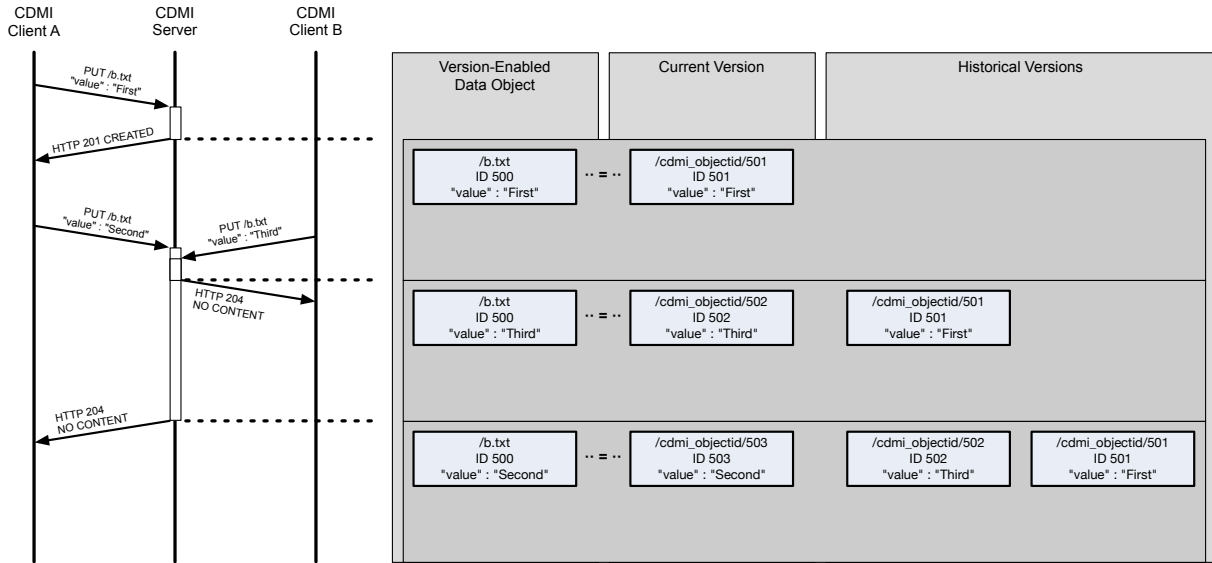 CDMI
Client A
CDMI
Server
CDMI
Client B
PUT /b.txt
"value" : "First"
HTTP 201 CREATED
PUT /b.txt
"value" : "Second"
PUT /b.txt
"value" : "Third"
HTTP 204
NO CONTENT
HTTP 204
NO CONTENT
Version-Enabled
Data Object
Current Version
Historical Versions
/b.txt
ID 500
"value" : "First"
·· = ··
/cdmi_objectid/501
ID 501
"value" : "First"
/b.txt
ID 500
"value" : "Third"
·· = ··
/cdmi_objectid/502
ID 502
"value" : "Third"
/cdmi_objectid/501
ID 501
"value" : "First"
/b.txt
ID 500
"value" : "Second"
·· = ··
/cdmi_objectid/503
ID 503
"value" : "Second"
/cdmi_objectid/502
ID 502
"value" : "Third"
/cdmi_objectid/501
ID 501
"value" : "First"